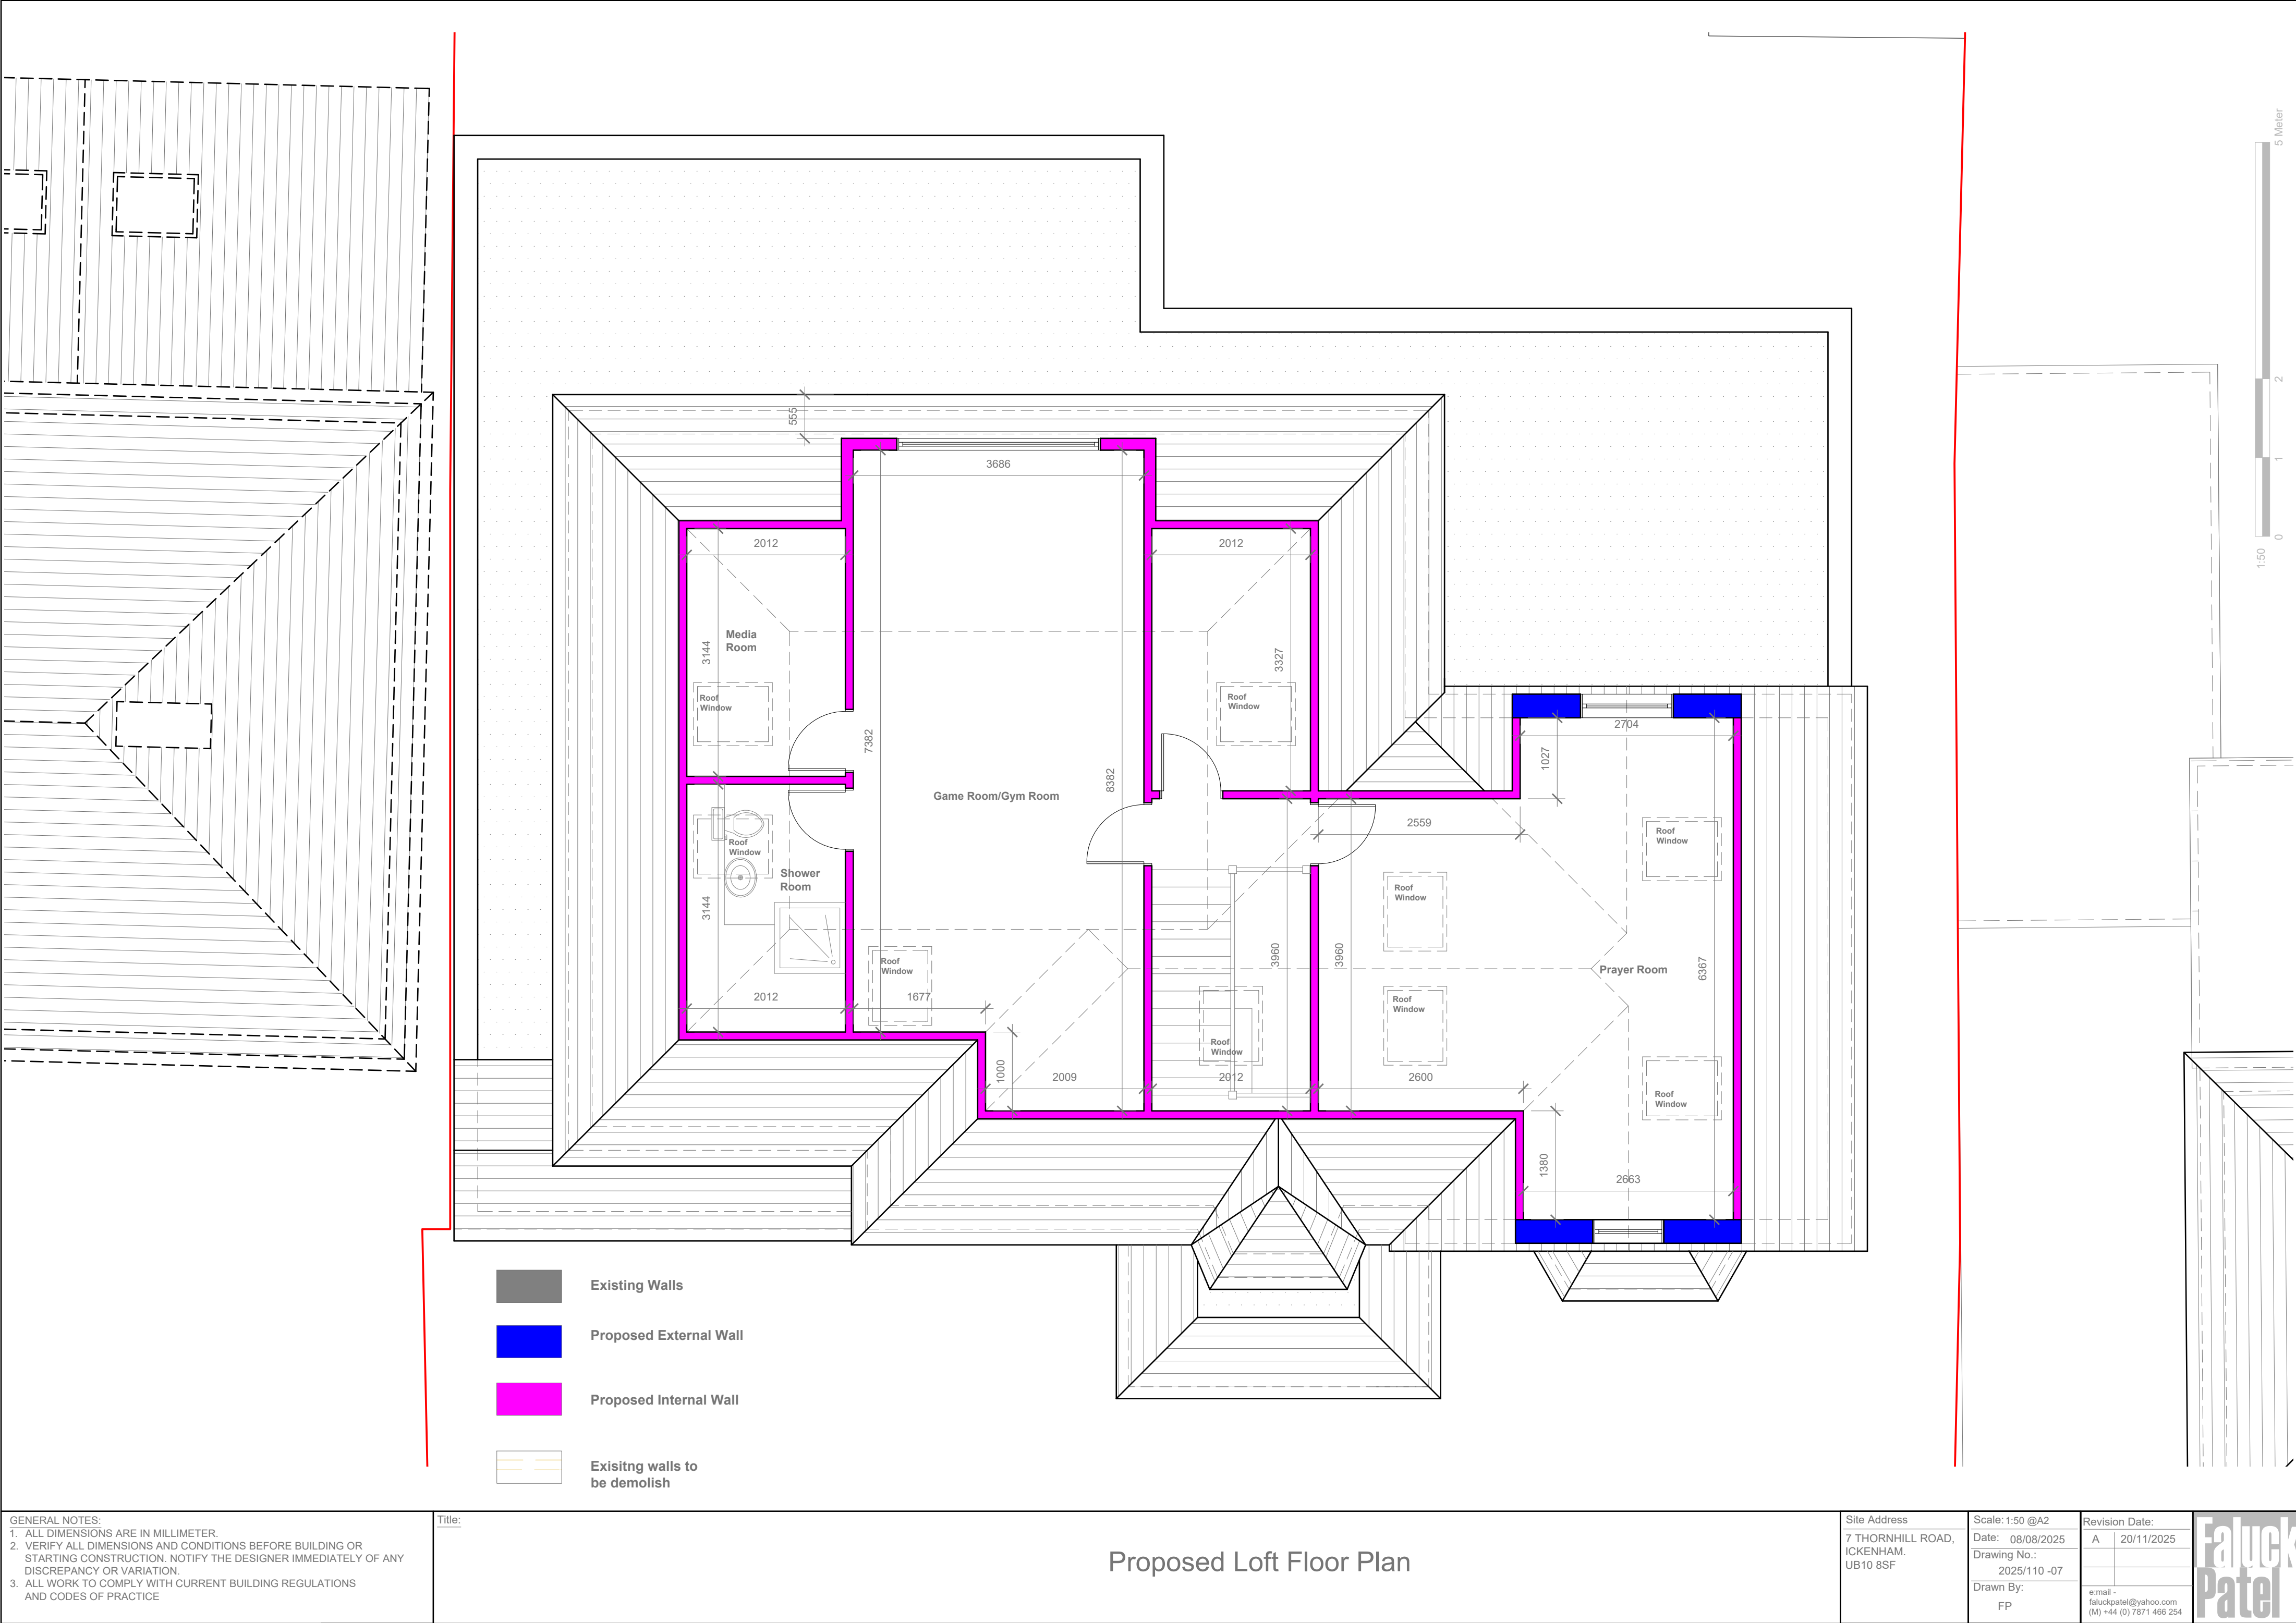 5 Meter
2
1
0
1:50
555
3686
2012
2012
Media
Room
3144
3327
Roof
Window
Roof
Window
7382
8382
2704
1027
Game Room/Gym Room
2559
Roof
Window
Roof
Window
Shower
Room
3144
Roof
Window
3960
3960
Roof
Window
Prayer Room
6367
2012
1677
Roof
Window
Roof
Window
1000
2009
2012
2600
Roof
Window
1380
2663
Existing Walls
Proposed External Wall
Proposed Internal Wall
Exisitng walls to
be demolish
GENERAL NOTES:
1. ALL DIMENSIONS ARE IN MILLIMETER.
2. VERIFY ALL DIMENSIONS AND CONDITIONS BEFORE BUILDING OR
STARTING CONSTRUCTION. NOTIFY THE DESIGNER IMMEDIATELY OF ANY
DISCREPANCY OR VARIATION.
3. ALL WORK TO COMPLY WITH CURRENT BUILDING REGULATIONS
AND CODES OF PRACTICE
Title:
Proposed Loft Floor Plan
Site Address
7 THORNHILL ROAD,
ICKENHAM.
UB10 8SF
Scale: 1:50 @A2
Date: 08/08/2025
Drawing No.:
2025/110 -07
Drawn By:
FP
Revision Date:
A 20/11/2025
e:mail -
faluckpatel@yahoo.com
(M) +44 (0) 7871 466 254
Faluck
Patel